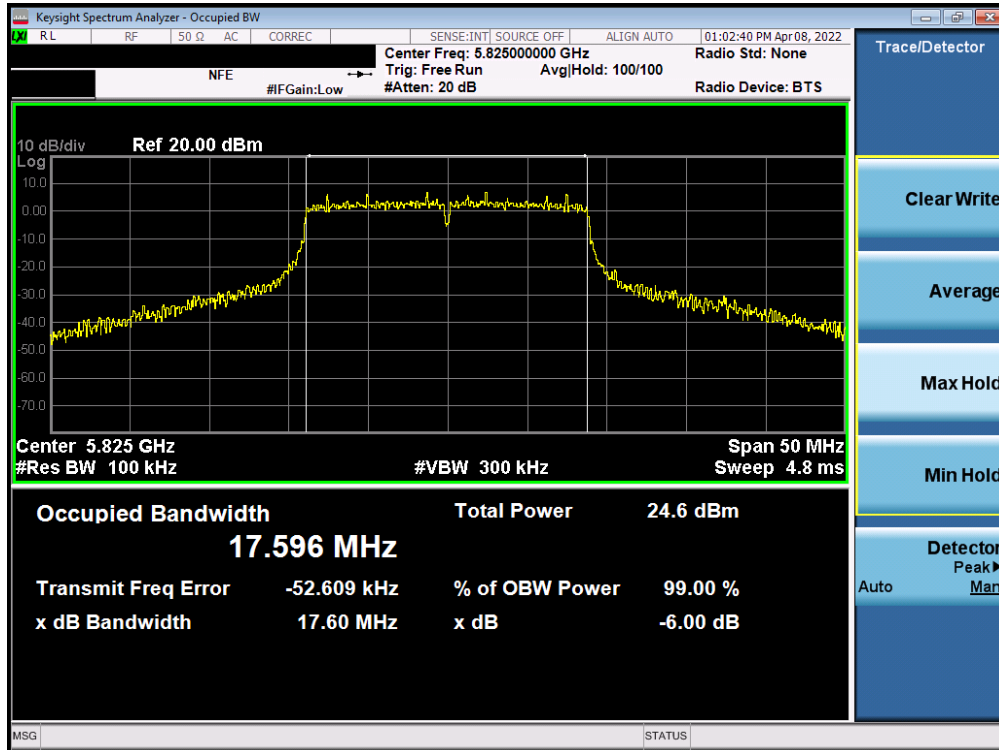 Keysight Spectrum Analyzer - Occupied BW
LXI RL RF 50 Ω AC CORREC SENSE:INT SOURCE OFF ALIGN AUTO 01:02:40 PM Apr 08, 2022
Center Freq: 5.825000000 GHz Radio Std: None
NFE Trig: Free Run Avg|Hold: 100/100
#IFGain:Low #Atten: 20 dB Radio Device: BTS
Trace/Detector
10 dB/div Ref 20.00 dBm
Log
10.0
0.00
-10.0
-20.0
-30.0
-40.0
-50.0
-60.0
-70.0
Center 5.825 GHz Span 50 MHz
#Res BW 100 kHz #VBW 300 kHz Sweep 4.8 ms
Occupied Bandwidth Total Power 24.6 dBm
17.596 MHz
Transmit Freq Error -52.609 kHz % of OBW Power 99.00 %
x dB Bandwidth 17.60 MHz x dB -6.00 dB
Clear Write
Average
Max Hold
Min Hold
Detector
Peak▶
Auto Man
MSG STATUS